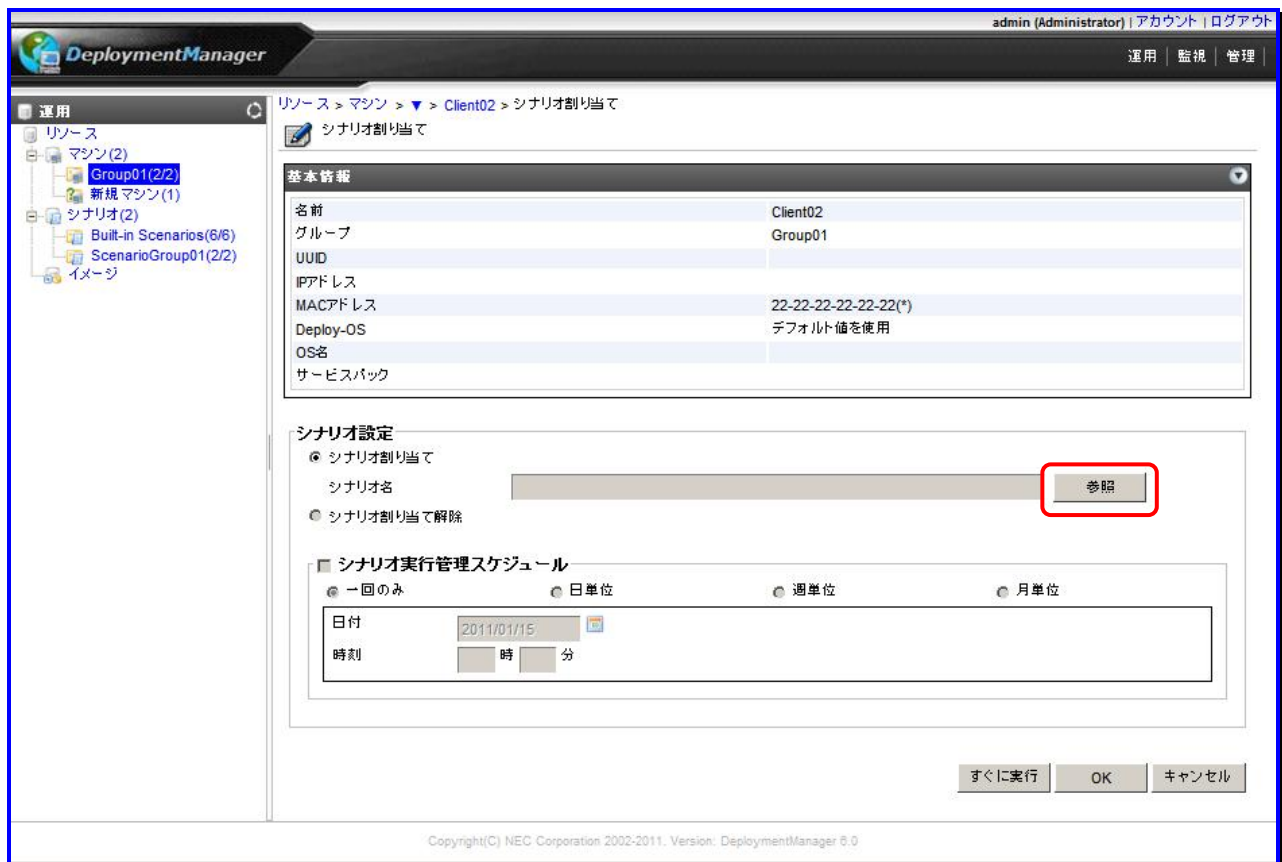 admin (Administrator) | アカウント | ログアウト
DeploymentManager
運用 | 監視 | 管理
運用
リソース
マシン(2)
Group01(2/2)
新規マシン(1)
シナリオ(2)
Built-in Scenarios(6/6)
ScenarioGroup01(2/2)
イメージ
リソース > マシン > ▼ > Client02 > シナリオ割り当て
シナリオ割り当て
基本情報
名前 Client02
グループ Group01
UUID
IPアドレス
MACアドレス 22-22-22-22-22-22(*)
Deploy-OS デフォルト値を使用
OS名
サービスパック
シナリオ設定
シナリオ割り当て
シナリオ名 参照
シナリオ割り当て解除
シナリオ実行管理スケジュール
一回のみ 日単位 週単位 月単位
日付 2011/01/15
時刻 時 分
すぐに実行 OK キャンセル
Copyright(C) NEC Corporation 2002-2011. Version: DeploymentManager 6.0